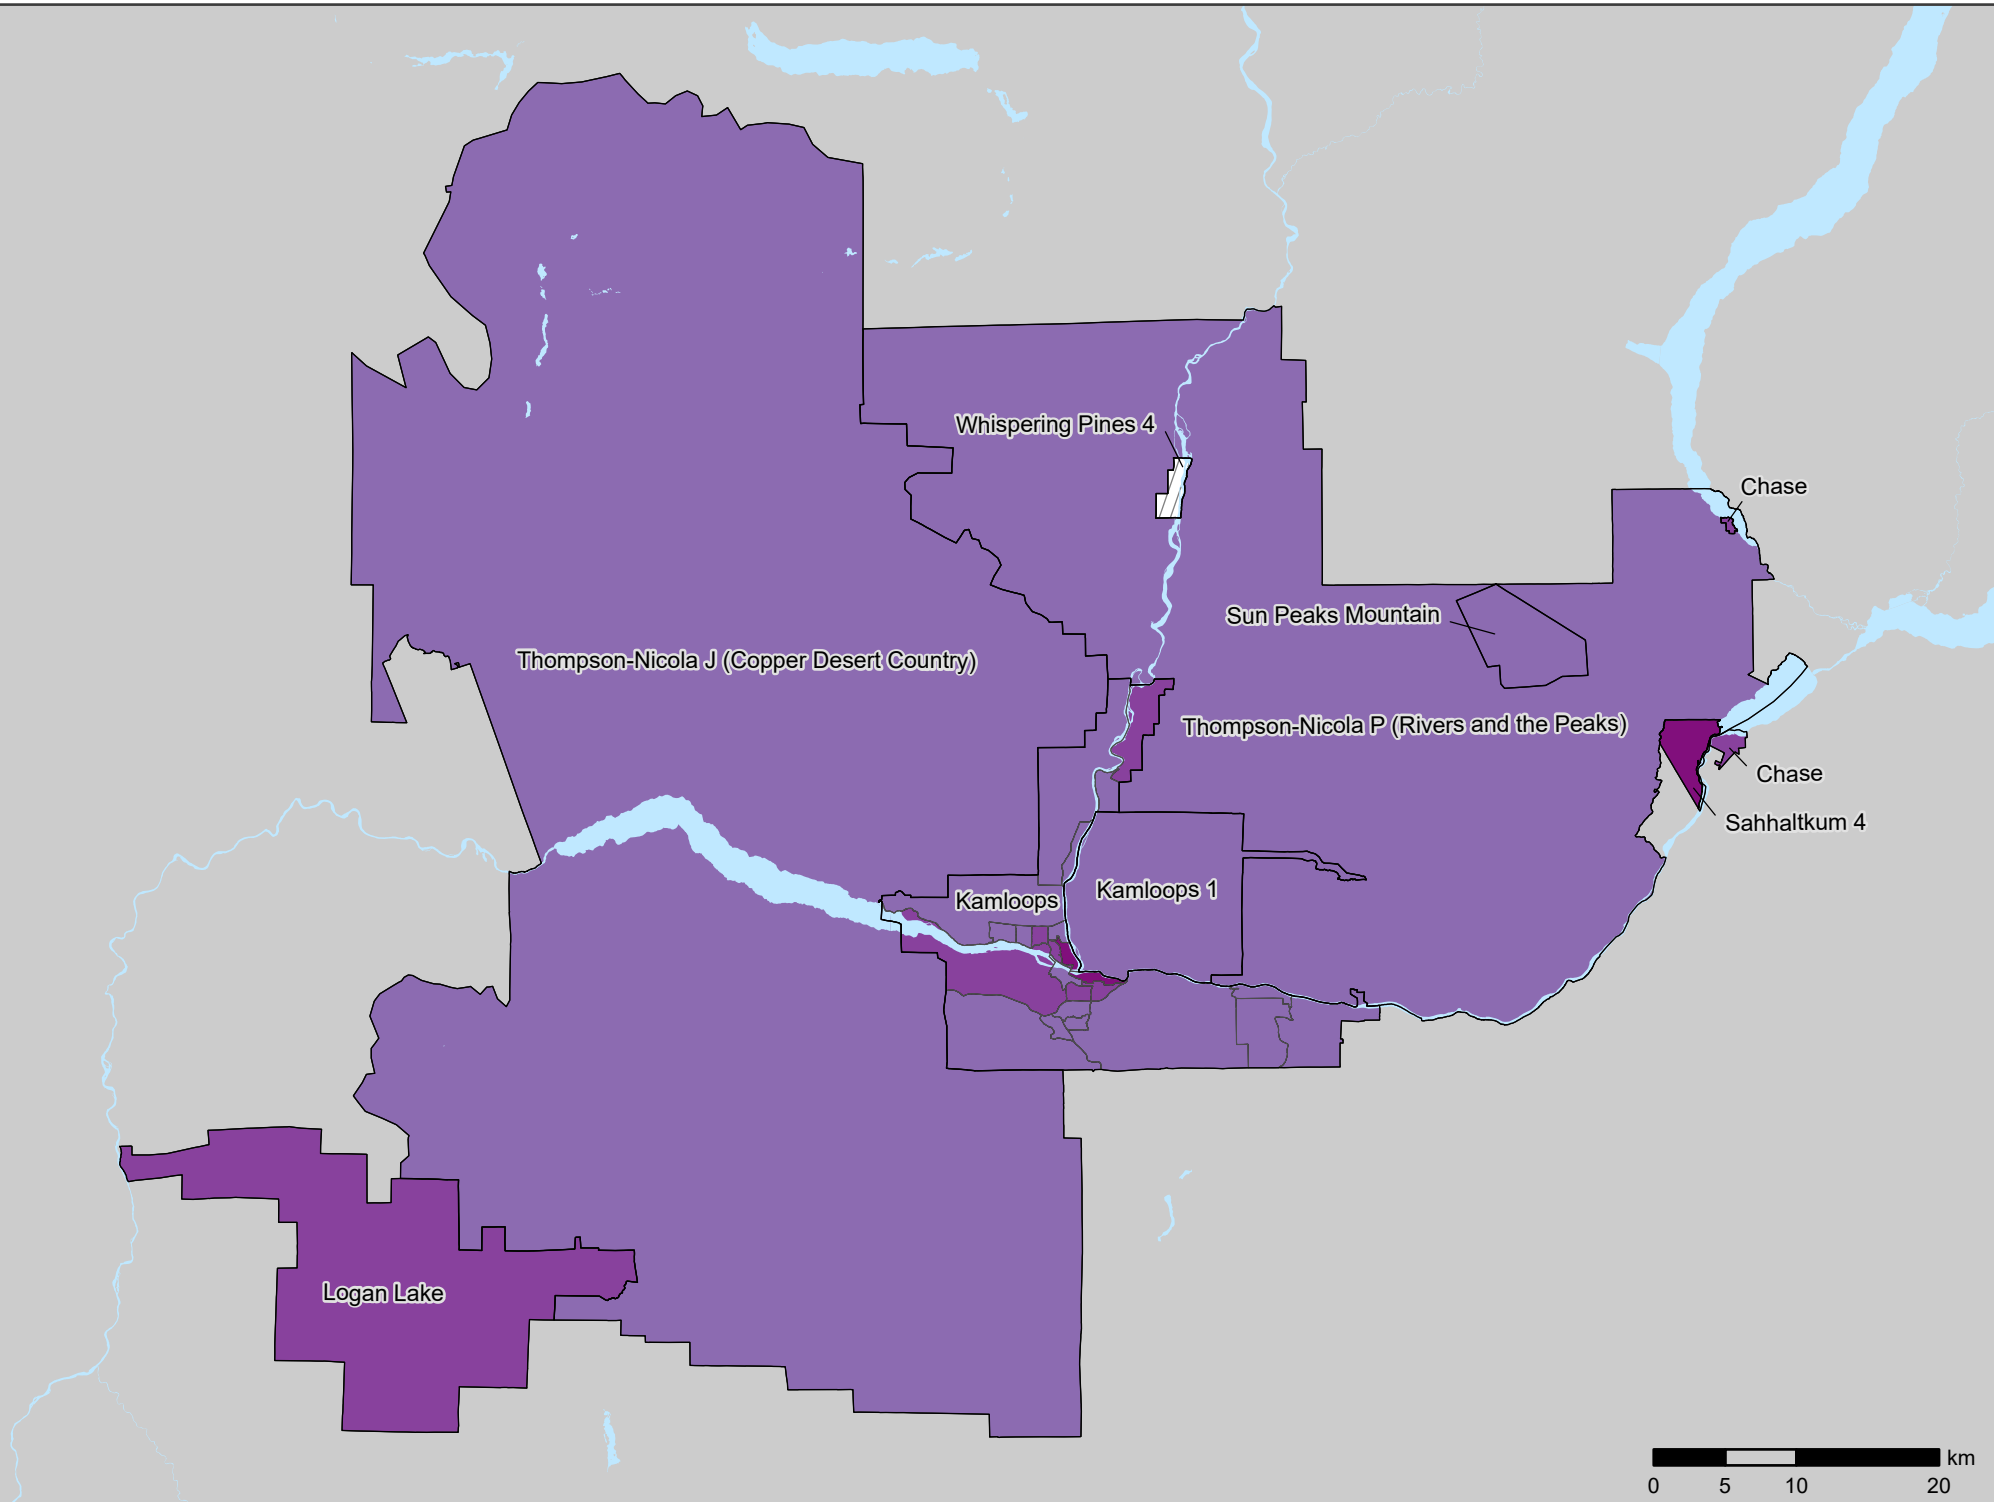 Whispering Pines 4
Chase
Sun Peaks Mountain
Thompson-Nicola J (Copper Desert Country)
Thompson-Nicola P (Rivers and the Peaks)
Chase
Sahhaltkum 4
Kamloops
Kamloops 1
Logan Lake
km
0 5 10 20